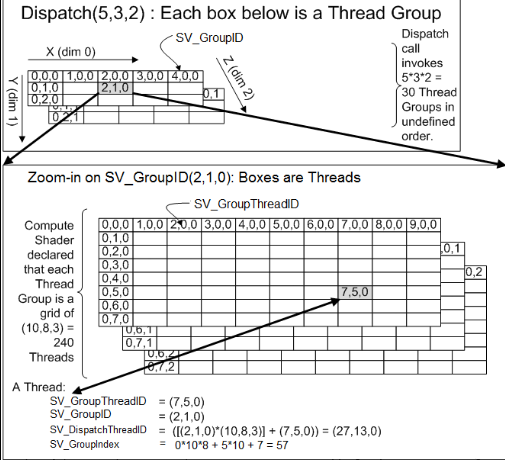 Dispatch(5,3,2) : Each box below is a Thread Group
SV_GroupID
X (dim 0)
Y (dim 1)
Z (dim 2)
0,0,0 1,0,0 2,0,0 3,0,0 4,0,0
0,1,0 2,1,0 0,1
0,2,0
0,2,1
Dispatch
call
invokes
5*3*2 =
30 Thread
Groups in
undefined
order.
Zoom-in on SV_GroupID(2,1,0): Boxes are Threads
SV_GroupThreadID
Compute
Shader
declared
that each
Thread
Group is a
grid of
(10,8,3) =
240
Threads
0,0,0 1,0,0 2,0,0 3,0,0 4,0,0 5,0,0 6,0,0 7,0,0 8,0,0 9,0,0
0,1,0
0,2,0 ,0,1
0,3,0
0,4,0 0,2
0,5,0 7,5,0
0,6,0
0,7,0
0,6,1
0,7,1
0,6,2
0,7,2
A Thread:
SV_GroupThreadID = (7,5,0)
SV_GroupID = (2,1,0)
SV_DispatchThreadID = ([(2,1,0)*(10,8,3)] + (7,5,0)) = (27,13,0)
SV_GroupIndex = 0*10*8 + 5*10 + 7 = 57